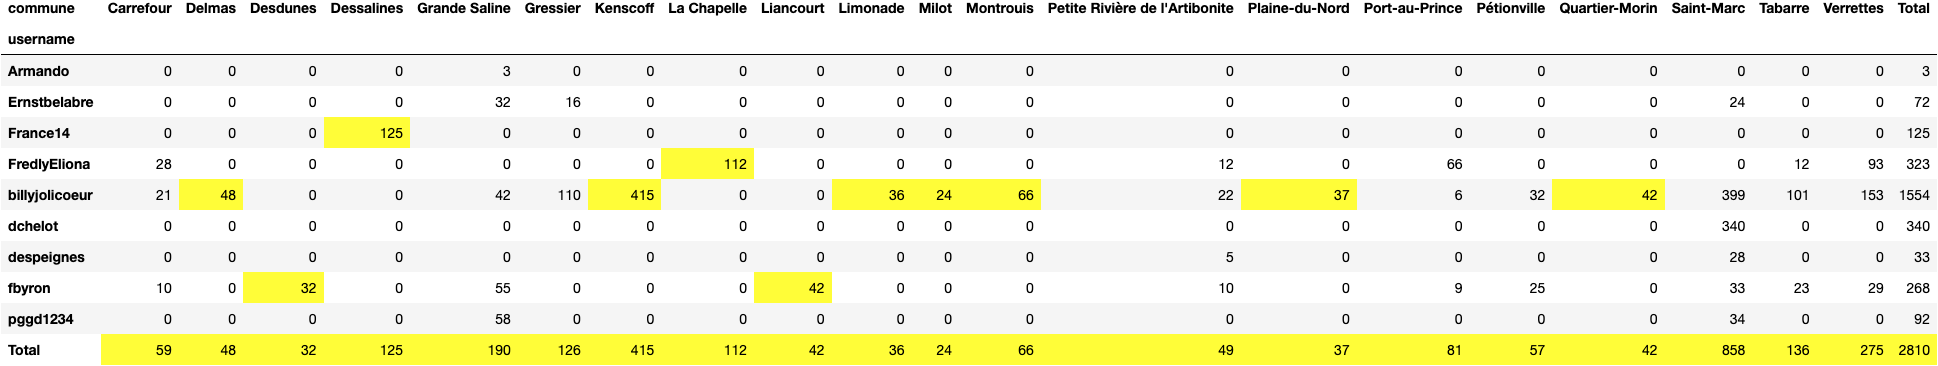 commune Carrefour Delmas Desdunes Dessalines Grande Saline Gressier Kenscoff La Chapelle Liancourt Limonade Milot Montrouis Petite Rivière de l'Artibonite Plaine-du-Nord Port-au-Prince Pétionville Quartier-Morin Saint-Marc Tabarre Verrettes Total
username
Armando 0 0 0 0 3 0 0 0 0 0 0 0 0 0 0 0 0 0 0 0 3
Ernstbelabre 0 0 0 0 32 16 0 0 0 0 0 0 0 0 0 0 0 24 0 0 72
France14 0 0 0 125 0 0 0 0 0 0 0 0 0 0 0 0 0 0 0 0 125
FredlyEliona 28 0 0 0 0 0 0 112 0 0 0 0 12 0 66 0 0 0 12 93 323
billyjolicoeur 21 48 0 0 42 110 415 0 0 36 24 66 22 37 6 32 42 399 101 153 1554
dchelot 0 0 0 0 0 0 0 0 0 0 0 0 0 0 0 0 0 340 0 0 340
despeignes 0 0 0 0 0 0 0 0 0 0 0 0 5 0 0 0 0 28 0 0 33
fbyron 10 0 32 0 55 0 0 0 42 0 0 0 10 0 9 25 0 33 23 29 268
pggd1234 0 0 0 0 58 0 0 0 0 0 0 0 0 0 0 0 0 34 0 0 92
Total 59 48 32 125 190 126 415 112 42 36 24 66 49 37 81 57 42 858 136 275 2810